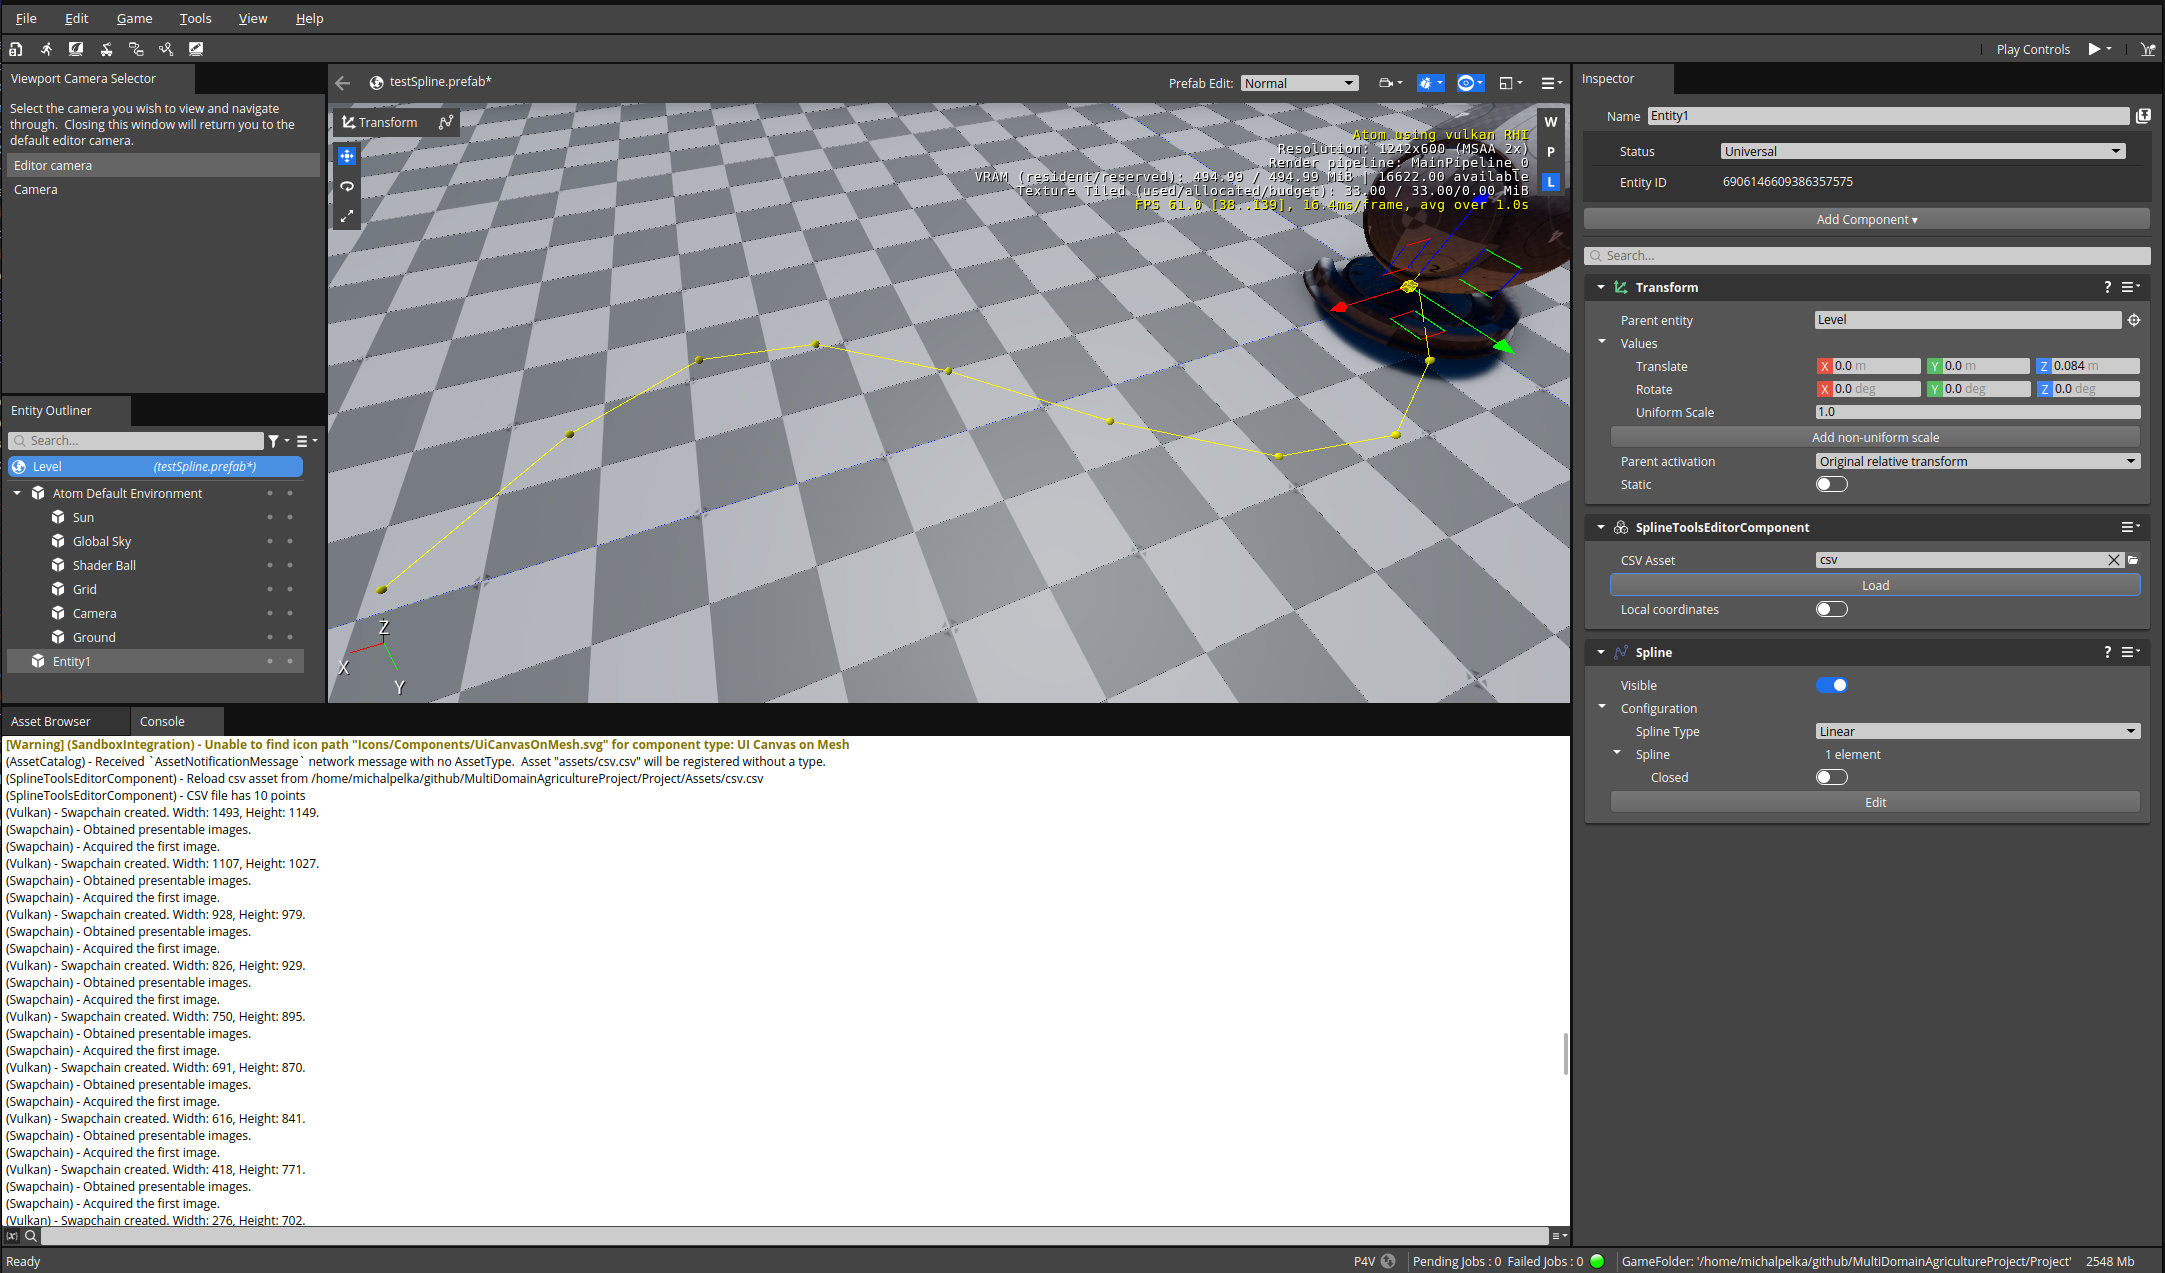 File Edit Game Tools View Help
Play Controls
Viewport Camera Selector
Select the camera you wish to view and navigate
through. Closing this window will return you to the
default editor camera.
Editor camera
Camera
Entity Outliner
Search...
Level (testSpline.prefab*)
Atom Default Environment
Sun
Global Sky
Shader Ball
Grid
Camera
Ground
Entity1
testSpline.prefab*
Prefab Edit: Normal
Transform
W
P
L
Atom using vulkan RHI
Resolution: 1242x600 (MSAA 2x)
Render pipeline: MainPipeline_0
VRAM (resident/reserved): 494.99 / 494.99 MiB | 16622.00 available
Texture Tiled (used/allocated/budget): 33.00 / 33.00/0.00 MiB
FPS 61.0 [38..139], 16.4ms/frame, avg over 1.0s
Z
X
Y
Asset Browser Console
[Warning] (SandboxIntegration) - Unable to find icon path "Icons/Components/UiCanvasOnMesh.svg" for component type: UI Canvas on Mesh
(AssetCatalog) - Received `AssetNotificationMessage` network message with no AssetType. Asset "assets/csv.csv" will be registered without a type.
(SplineToolsEditorComponent) - Reload csv asset from /home/michalpelka/github/MultiDomainAgricultureProject/Project/Assets/csv.csv
(SplineToolsEditorComponent) - CSV file has 10 points
(Vulkan) - Swapchain created. Width: 1493, Height: 1149.
(Swapchain) - Obtained presentable images.
(Swapchain) - Acquired the first image.
(Vulkan) - Swapchain created. Width: 1107, Height: 1027.
(Swapchain) - Obtained presentable images.
(Swapchain) - Acquired the first image.
(Vulkan) - Swapchain created. Width: 928, Height: 979.
(Swapchain) - Obtained presentable images.
(Swapchain) - Acquired the first image.
(Vulkan) - Swapchain created. Width: 826, Height: 929.
(Swapchain) - Obtained presentable images.
(Swapchain) - Acquired the first image.
(Vulkan) - Swapchain created. Width: 750, Height: 895.
(Swapchain) - Obtained presentable images.
(Swapchain) - Acquired the first image.
(Vulkan) - Swapchain created. Width: 691, Height: 870.
(Swapchain) - Obtained presentable images.
(Swapchain) - Acquired the first image.
(Vulkan) - Swapchain created. Width: 616, Height: 841.
(Swapchain) - Obtained presentable images.
(Swapchain) - Acquired the first image.
(Vulkan) - Swapchain created. Width: 418, Height: 771.
(Swapchain) - Obtained presentable images.
(Swapchain) - Acquired the first image.
(Vulkan) - Swapchain created. Width: 276, Height: 702.
Inspector
Name Entity1
Status Universal
Entity ID 6906146609386357575
Add Component
Search...
Transform ?
Parent entity Level
Values
Translate X 0.0 m Y 0.0 m Z 0.084 m
Rotate X 0.0 deg Y 0.0 deg Z 0.0 deg
Uniform Scale 1.0
Add non-uniform scale
Parent activation Original relative transform
Static
SplineToolsEditorComponent
CSV Asset csv
Load
Local coordinates
Spline ?
Visible
Configuration
Spline Type Linear
Spline 1 element
Closed
Edit
Ready
P4V Pending Jobs : 0 Failed Jobs : 0 GameFolder: '/home/michalpelka/github/MultiDomainAgricultureProject/Project' 2548 Mb